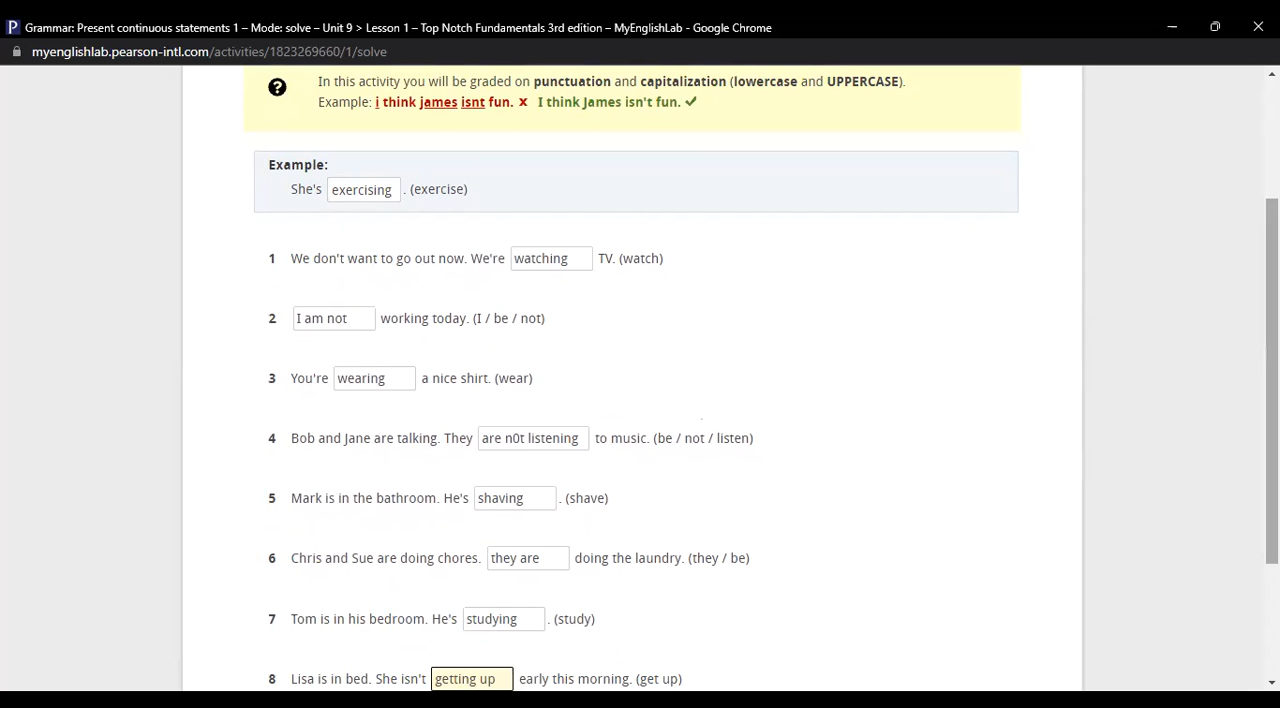 Grammar: Present continuous statements 1 – Mode: solve – Unit 9 > Lesson 1 – Top Notch Fundamentals 3rd edition – MyEnglishLab - Google Chrome
myenglishlab.pearson-intl.com/activities/1823269660/1/solve
In this activity you will be graded on punctuation and capitalization (lowercase and UPPERCASE).
Example: i think james isnt fun. x I think James isn't fun. ✓
Example:
She's exercising . (exercise)
1 We don't want to go out now. We're watching TV. (watch)
2 I am not working today. (I / be / not)
3 You're wearing a nice shirt. (wear)
4 Bob and Jane are talking. They are n0t listening to music. (be / not / listen)
5 Mark is in the bathroom. He's shaving . (shave)
6 Chris and Sue are doing chores. they are doing the laundry. (they / be)
7 Tom is in his bedroom. He's studying . (study)
8 Lisa is in bed. She isn't getting up early this morning. (get up)